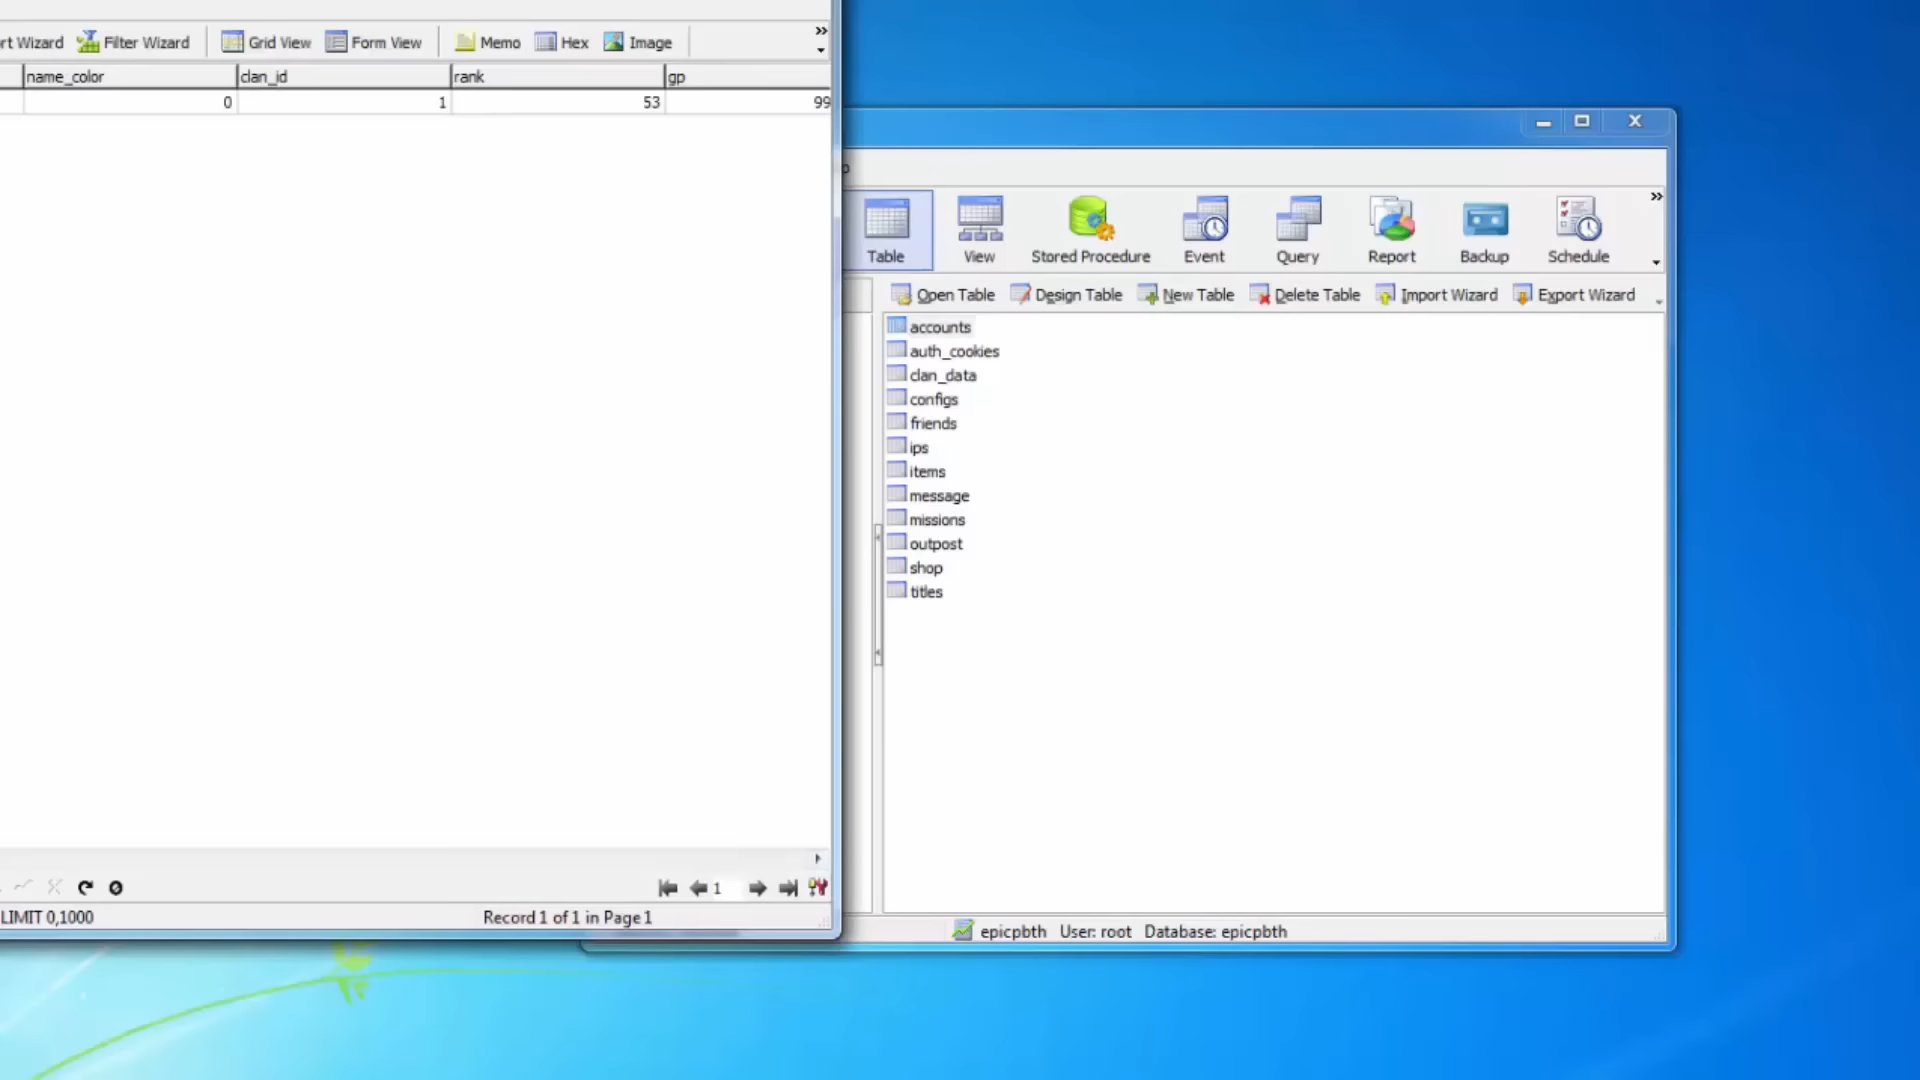 rt Wizard Filter Wizard Grid View Form View Memo Hex Image »
name_color clan_id rank gp
0 1 53 99
LIMIT 0,1000 Record 1 of 1 in Page 1
1
Table View Stored Procedure Event Query Report Backup Schedule »
Open Table Design Table New Table Delete Table Import Wizard Export Wizard
accounts
auth_cookies
clan_data
configs
friends
ips
items
message
missions
outpost
shop
titles
epicpbth User: root Database: epicpbth